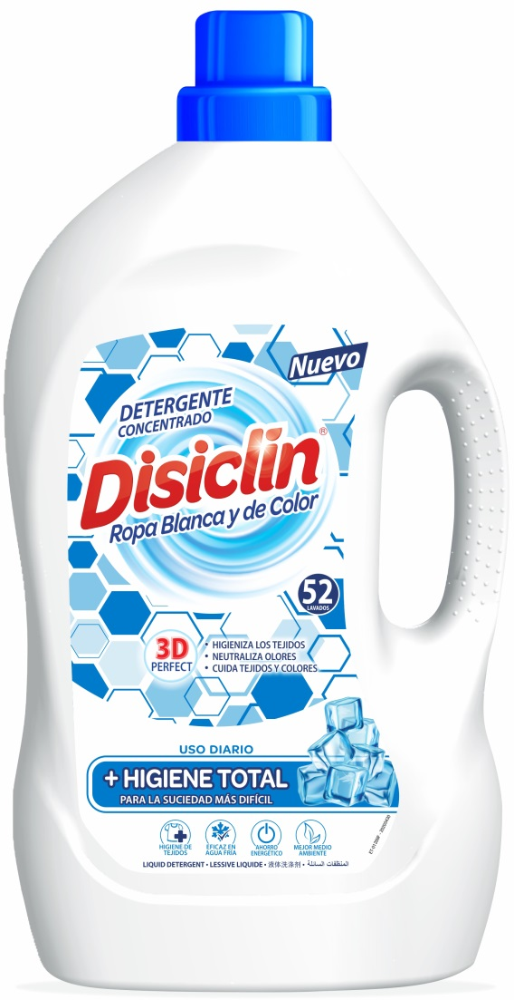 Nuevo
DETERGENTE
CONCENTRADO
Disiclin®
Ropa Blanca y de Color
52
LAVADOS
3D
PERFECT
• HIGIENIZA LOS TEJIDOS
• NEUTRALIZA OLORES
• CUIDA TEJIDOS Y COLORES
USO DIARIO
+ HIGIENE TOTAL
PARA LA SUCIEDAD MÁS DIFÍCIL
HIGIENE DE
TEJIDOS
EFICAZ EN
AGUA FRÍA
AHORRO
ENERGÉTICO
MEJOR MEDIO
AMBIENTE
LIQUID DETERGENT • LESSIVE LIQUIDE • 液体洗涤剂 • المنظفات السائلة